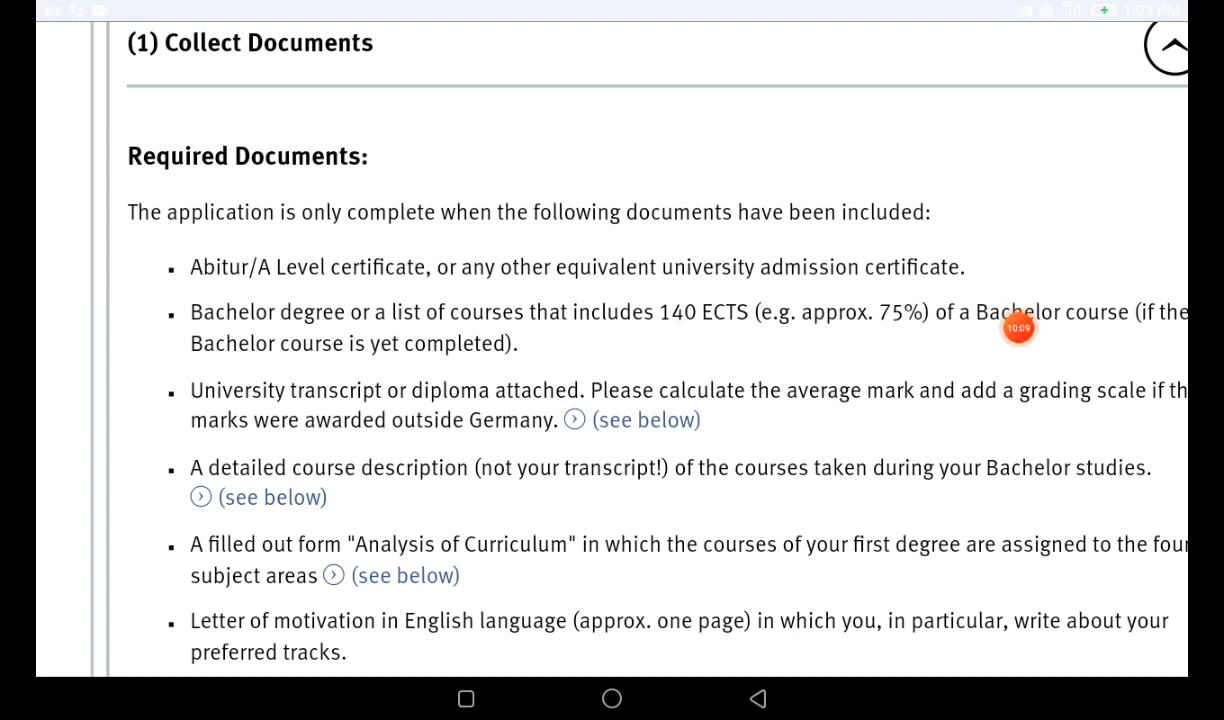 1:03 PM
(1) Collect Documents
Required Documents:
The application is only complete when the following documents have been included:
▪ Abitur/A Level certificate, or any other equivalent university admission certificate.
▪ Bachelor degree or a list of courses that includes 140 ECTS (e.g. approx. 75%) of a Bachelor course (if the
10:09
Bachelor course is yet completed).
▪ University transcript or diploma attached. Please calculate the average mark and add a grading scale if th
marks were awarded outside Germany. (see below)
▪ A detailed course description (not your transcript!) of the courses taken during your Bachelor studies.
(see below)
▪ A filled out form "Analysis of Curriculum" in which the courses of your first degree are assigned to the four
subject areas (see below)
▪ Letter of motivation in English language (approx. one page) in which you, in particular, write about your
preferred tracks.